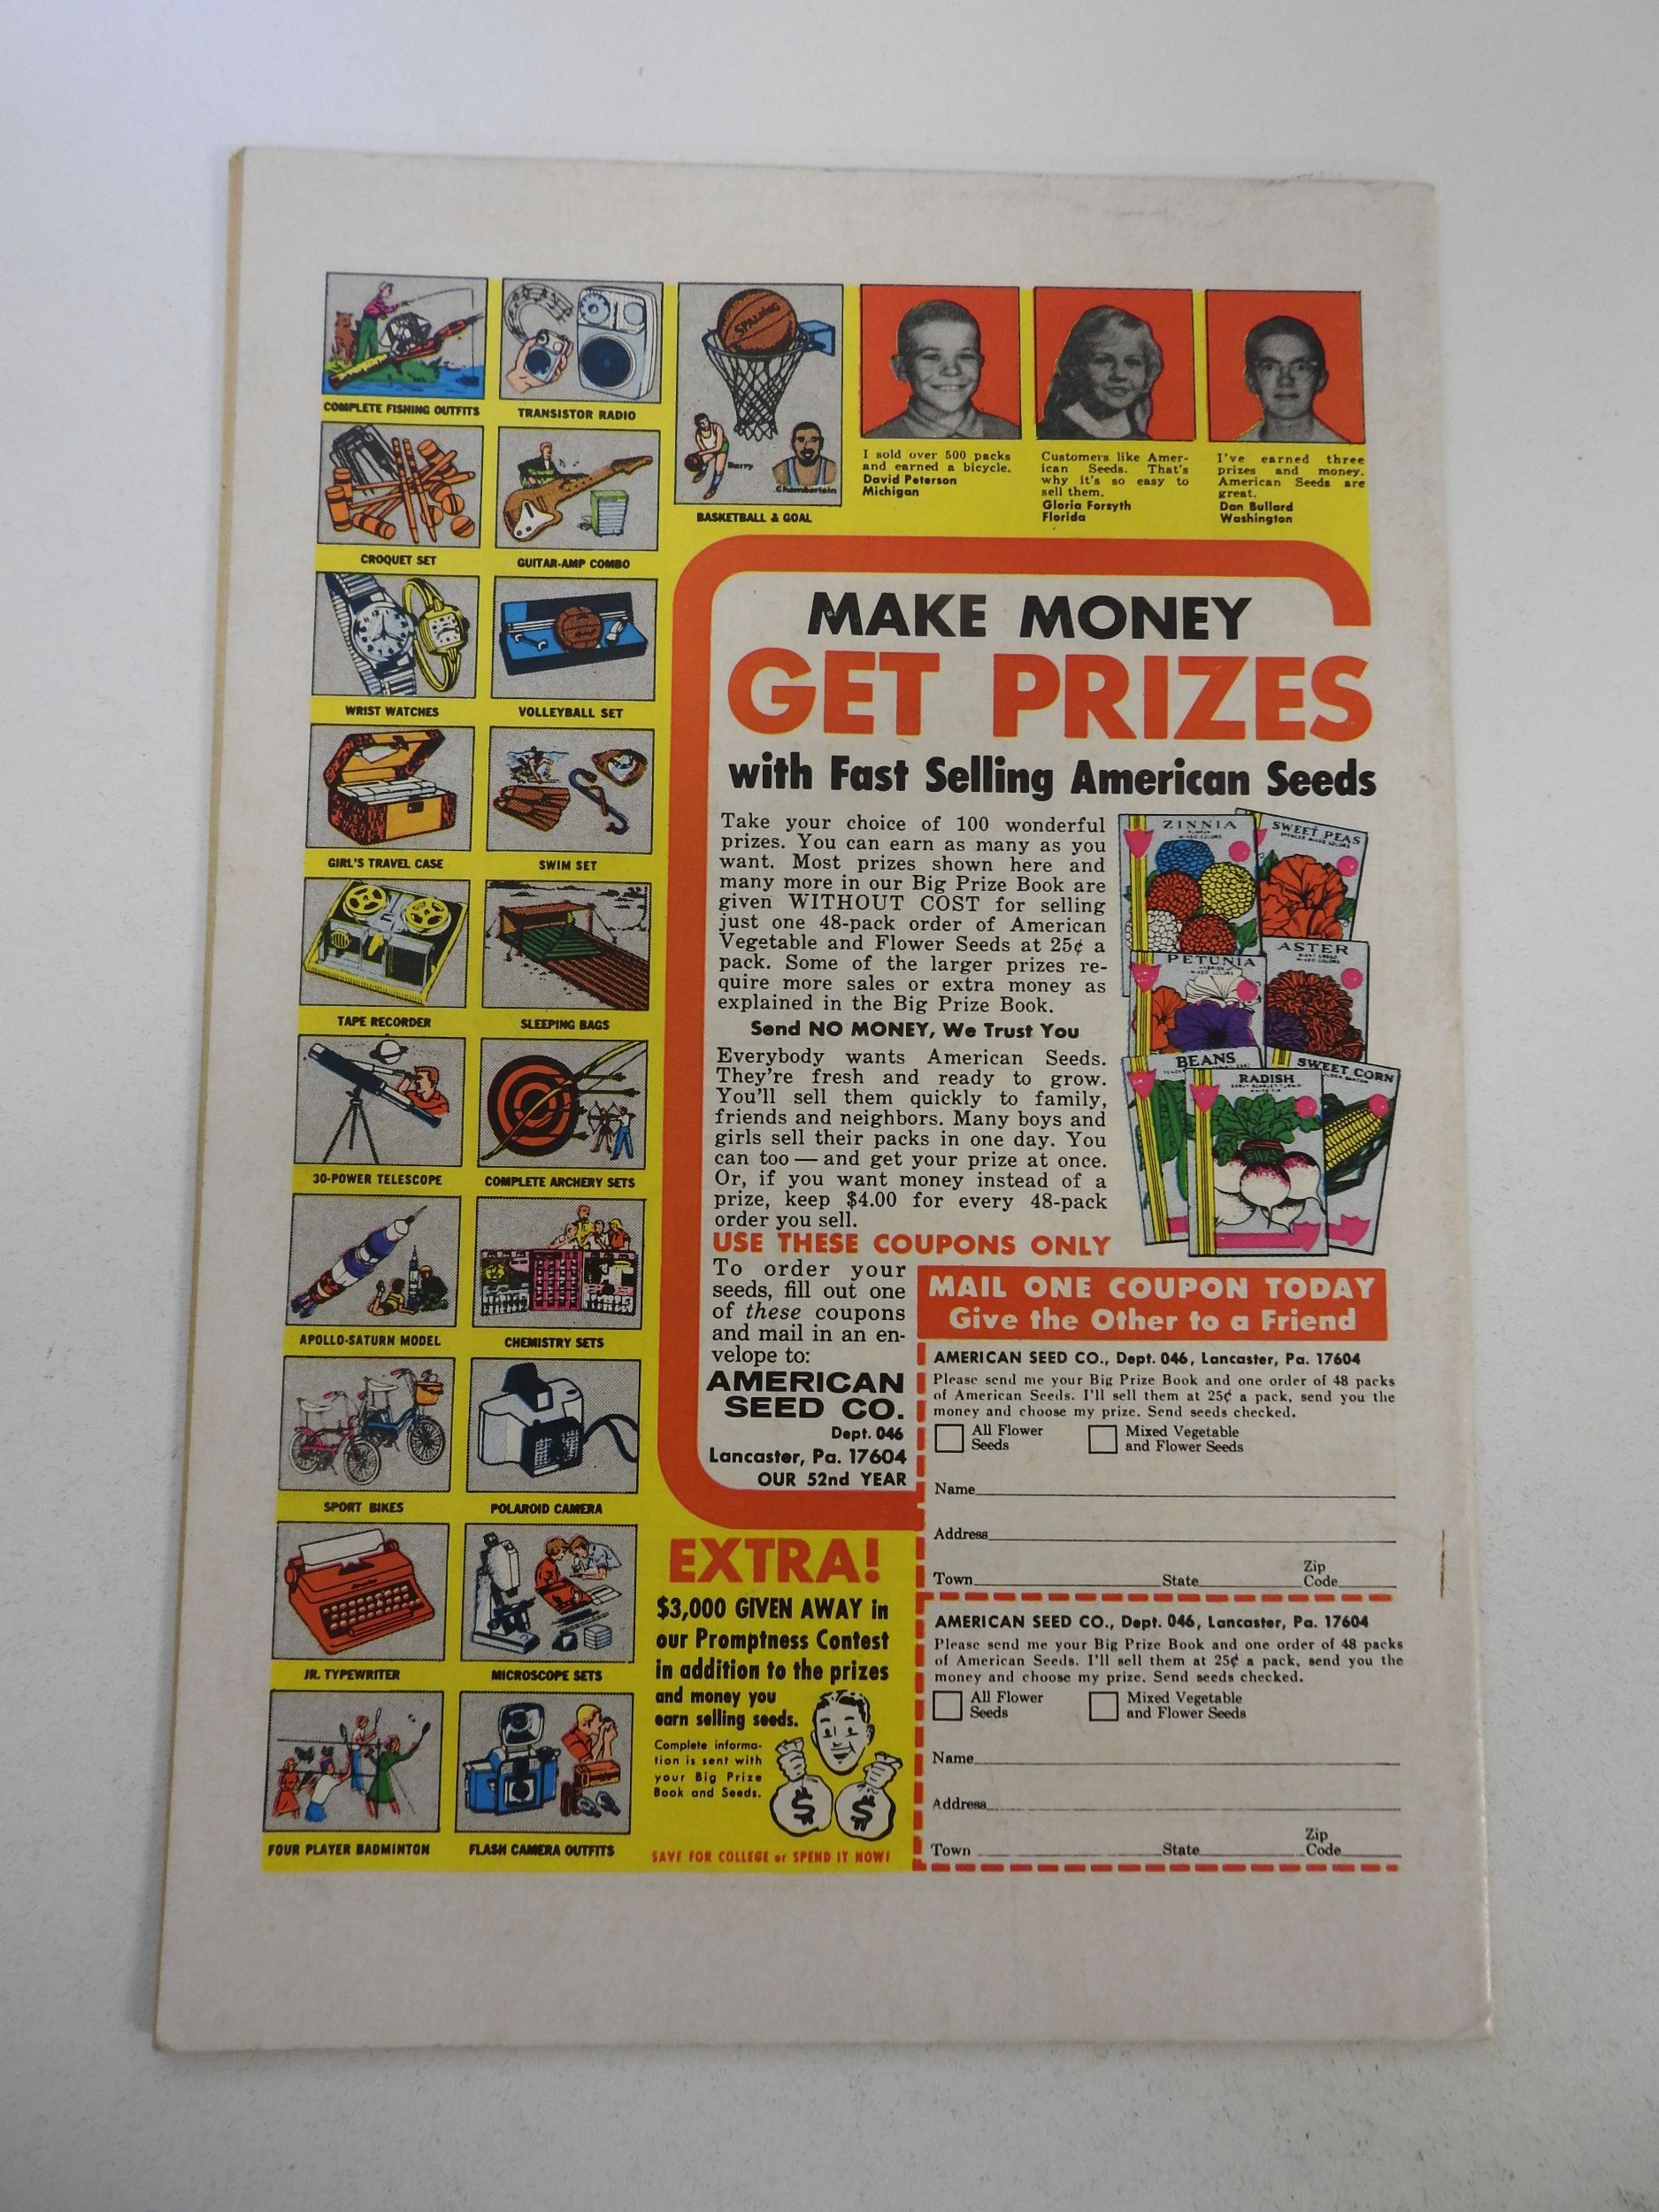 COMPLETE FISHING OUTFITS
TRANSISTOR RADIO
SPALDING
Barry
Chamberlain
BASKETBALL & GOAL
I sold over 500 packs
and earned a bicycle.
David Peterson
Michigan
Customers like Amer-
ican Seeds. That's
why it's so easy to
sell them.
Gloria Forsyth
Florida
I've earned three
prizes and money.
American Seeds are
great.
Dan Bullard
Washington
CROQUET SET
GUITAR-AMP COMBO
WRIST WATCHES
VOLLEYBALL SET
GIRL'S TRAVEL CASE
SWIM SET
TAPE RECORDER
SLEEPING BAGS
30-POWER TELESCOPE
COMPLETE ARCHERY SETS
APOLLO-SATURN MODEL
CHEMISTRY SETS
SPORT BIKES
POLAROID CAMERA
JR. TYPEWRITER
MICROSCOPE SETS
FOUR PLAYER BADMINTON
FLASH CAMERA OUTFITS
MAKE MONEY
GET PRIZES
with Fast Selling American Seeds
Take your choice of 100 wonderful
prizes. You can earn as many as you
want. Most prizes shown here and
many more in our Big Prize Book are
given WITHOUT COST for selling
just one 48-pack order of American
Vegetable and Flower Seeds at 25¢ a
pack. Some of the larger prizes re-
quire more sales or extra money as
explained in the Big Prize Book.
Send NO MONEY, We Trust You
Everybody wants American Seeds.
They're fresh and ready to grow.
You'll sell them quickly to family,
friends and neighbors. Many boys and
girls sell their packs in one day. You
can too — and get your prize at once.
Or, if you want money instead of a
prize, keep $4.00 for every 48-pack
order you sell.
ZINNIA
SWEET PEAS
PETUNIA
ASTER
BEANS
RADISH
SWEET CORN
USE THESE COUPONS ONLY
To order your
seeds, fill out one
of these coupons
and mail in an en-
velope to:
AMERICAN
SEED CO.
Dept. 046
Lancaster, Pa. 17604
OUR 52nd YEAR
MAIL ONE COUPON TODAY
Give the Other to a Friend
AMERICAN SEED CO., Dept. 046, Lancaster, Pa. 17604
Please send me your Big Prize Book and one order of 48 packs
of American Seeds. I'll sell them at 25¢ a pack, send you the
money and choose my prize. Send seeds checked.
All Flower
Seeds
Mixed Vegetable
and Flower Seeds
Name
Address
Town State Zip Code
AMERICAN SEED CO., Dept. 046, Lancaster, Pa. 17604
Please send me your Big Prize Book and one order of 48 packs
of American Seeds. I'll sell them at 25¢ a pack, send you the
money and choose my prize. Send seeds checked.
All Flower
Seeds
Mixed Vegetable
and Flower Seeds
Name
Address
Town State Zip Code
EXTRA!
$3,000 GIVEN AWAY in
our Promptness Contest
in addition to the prizes
and money you
earn selling seeds.
Complete informa-
tion is sent with
your Big Prize
Book and Seeds.
$ $
SAVE FOR COLLEGE or SPEND IT NOW!